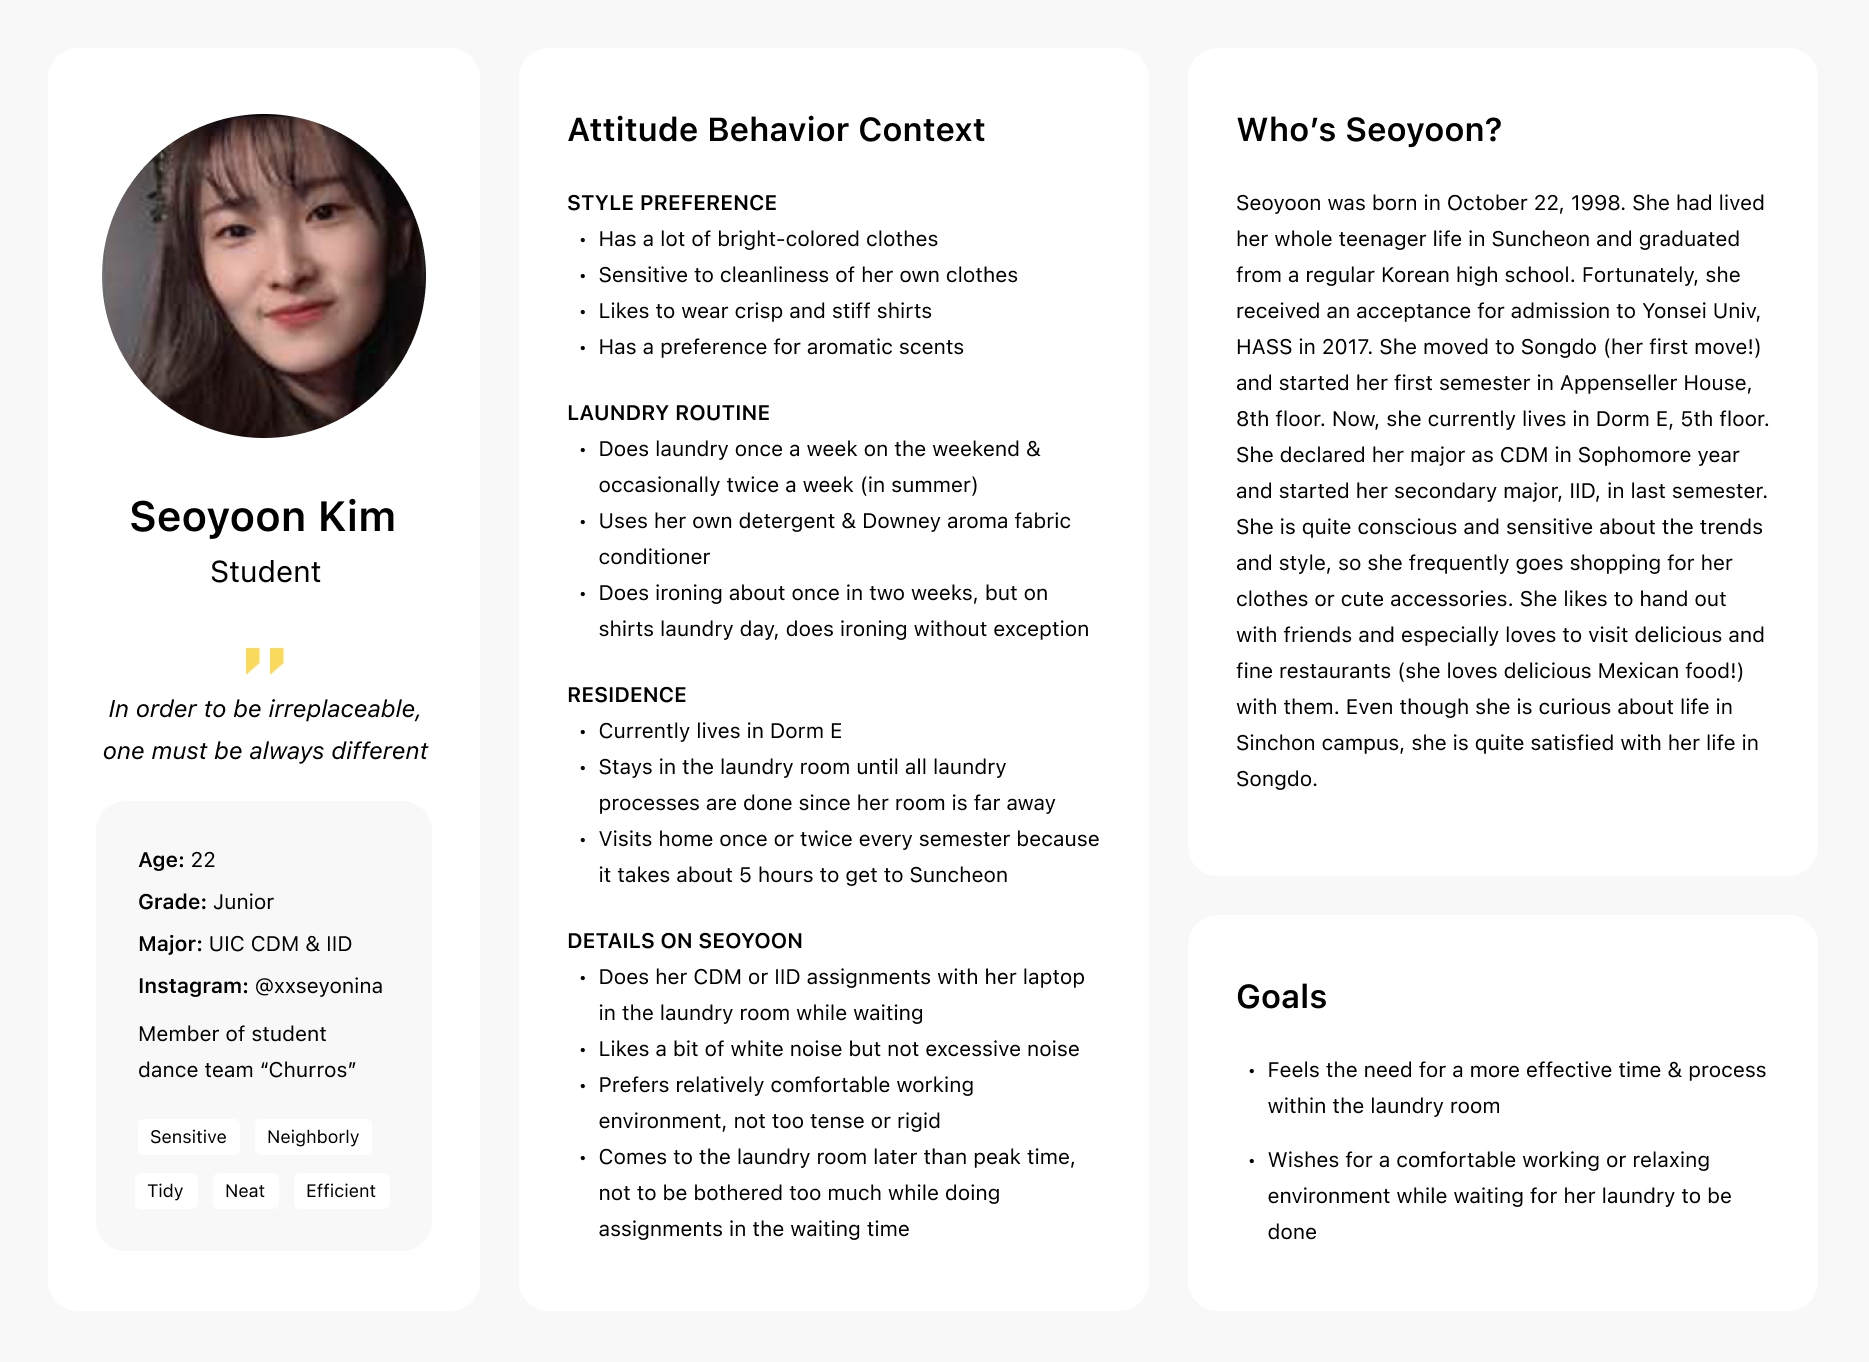 Seoyoon Kim
Student
In order to be irreplaceable,
one must be always different
Age: 22
Grade: Junior
Major: UIC CDM & IID
Instagram: @xxseyonina
Member of student
dance team “Churros”
Sensitive
Neighborly
Tidy
Neat
Efficient
Attitude Behavior Context
STYLE PREFERENCE
• Has a lot of bright-colored clothes
• Sensitive to cleanliness of her own clothes
• Likes to wear crisp and stiff shirts
• Has a preference for aromatic scents
LAUNDRY ROUTINE
• Does laundry once a week on the weekend &
occasionally twice a week (in summer)
• Uses her own detergent & Downey aroma fabric
conditioner
• Does ironing about once in two weeks, but on
shirts laundry day, does ironing without exception
RESIDENCE
• Currently lives in Dorm E
• Stays in the laundry room until all laundry
processes are done since her room is far away
• Visits home once or twice every semester because
it takes about 5 hours to get to Suncheon
DETAILS ON SEOYOON
• Does her CDM or IID assignments with her laptop
in the laundry room while waiting
• Likes a bit of white noise but not excessive noise
• Prefers relatively comfortable working
environment, not too tense or rigid
• Comes to the laundry room later than peak time,
not to be bothered too much while doing
assignments in the waiting time
Who’s Seoyoon?
Seoyoon was born in October 22, 1998. She had lived
her whole teenager life in Suncheon and graduated
from a regular Korean high school. Fortunately, she
received an acceptance for admission to Yonsei Univ,
HASS in 2017. She moved to Songdo (her first move!)
and started her first semester in Appenseller House,
8th floor. Now, she currently lives in Dorm E, 5th floor.
She declared her major as CDM in Sophomore year
and started her secondary major, IID, in last semester.
She is quite conscious and sensitive about the trends
and style, so she frequently goes shopping for her
clothes or cute accessories. She likes to hand out
with friends and especially loves to visit delicious and
fine restaurants (she loves delicious Mexican food!)
with them. Even though she is curious about life in
Sinchon campus, she is quite satisfied with her life in
Songdo.
Goals
• Feels the need for a more effective time & process
within the laundry room
• Wishes for a comfortable working or relaxing
environment while waiting for her laundry to be
done